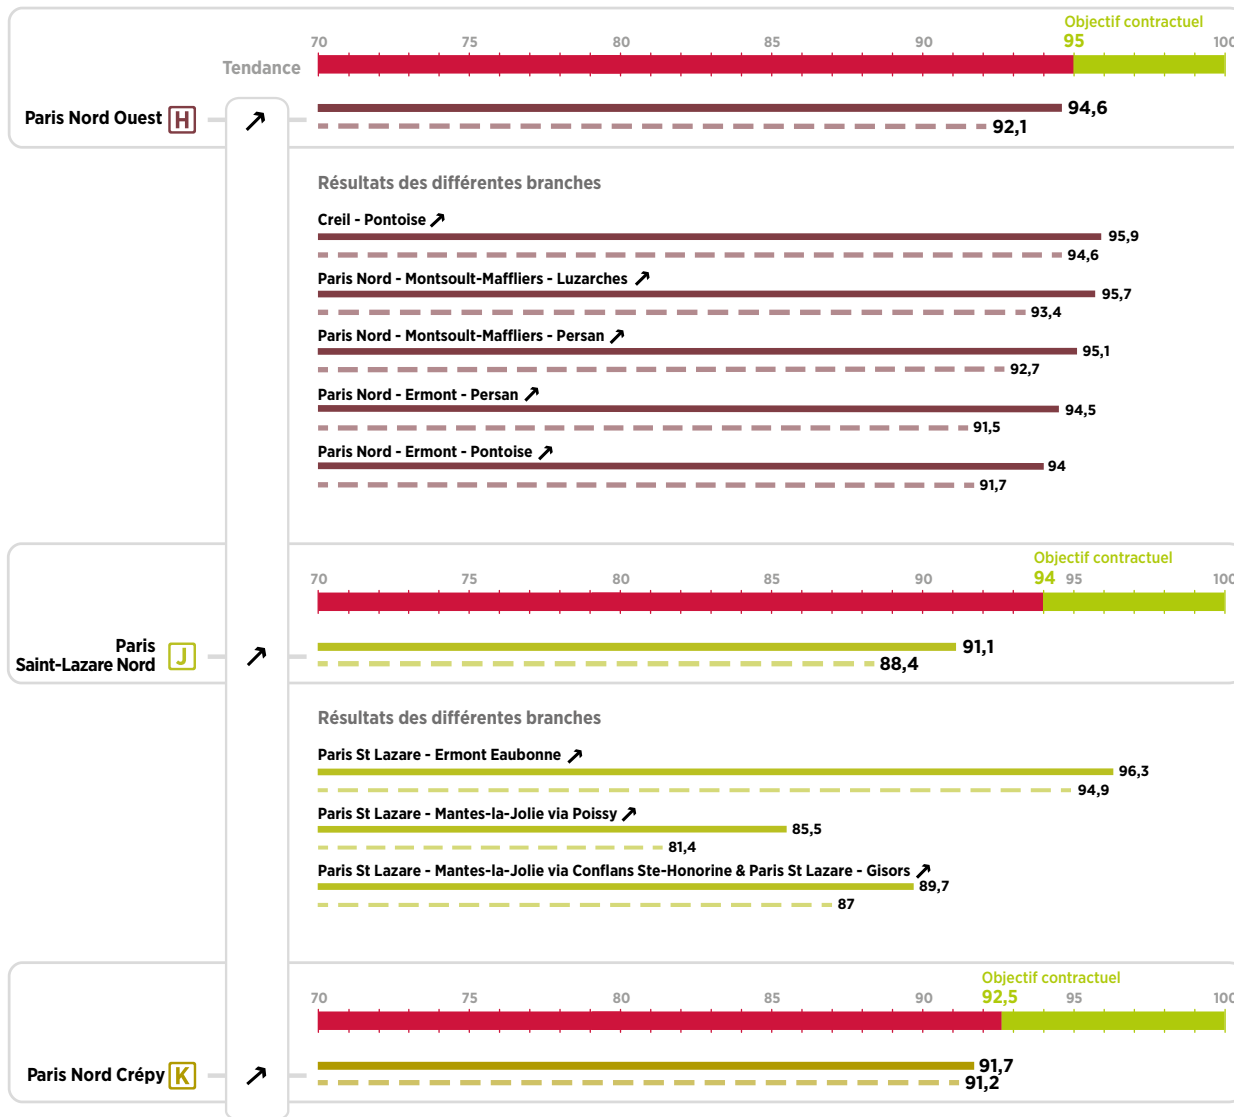 Objectif contractuel
70 75 80 85 90 95 100
Tendance
Paris Nord Ouest H
94,6
92,1
Résultats des différentes branches
Creil - Pontoise
95,9
94,6
Paris Nord - Montsoult-Maffliers - Luzarches
95,7
93,4
Paris Nord - Montsoult-Maffliers - Persan
95,1
92,7
Paris Nord - Ermont - Persan
94,5
91,5
Paris Nord - Ermont - Pontoise
94
91,7
Objectif contractuel
70 75 80 85 90 94 95 100
Paris
Saint-Lazare Nord J
91,1
88,4
Résultats des différentes branches
Paris St Lazare - Ermont Eaubonne
96,3
94,9
Paris St Lazare - Mantes-la-Jolie via Poissy
85,5
81,4
Paris St Lazare - Mantes-la-Jolie via Conflans Ste-Honorine & Paris St Lazare - Gisors
89,7
87
Objectif contractuel
70 75 80 85 90 92,5 95 100
Paris Nord Crépy K
91,7
91,2